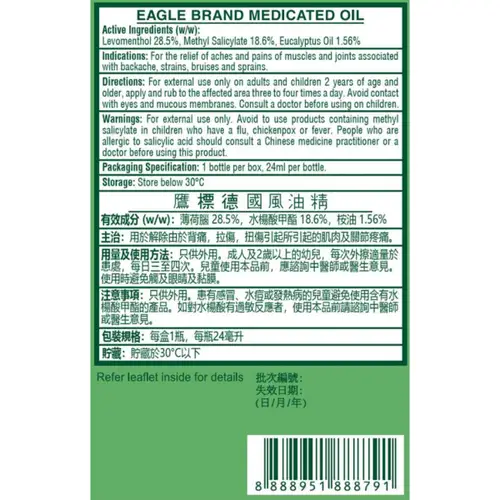 EAGLE BRAND MEDICATED OIL
Active Ingredients (w/w):
Levomenthol 28.5%, Methyl Salicylate 18.6%, Eucalyptus Oil 1.56%
Indications: For the relief of aches and pains of muscles and joints associated
with backache, strains, bruises and sprains.
Directions: For external use only on adults and children 2 years of age and
older, apply and rub to the affected area three to four times a day. Avoid contact
with eyes and mucous membranes. Consult a doctor before using on children.
Warnings: For external use only. Avoid to use products containing methyl
salicylate in children who have a flu, chickenpox or fever. People who are
allergic to salicylic acid should consult a Chinese medicine practitioner or a
doctor before using this product.
Packaging Specification: 1 bottle per box, 24ml per bottle.
Storage: Store below 30°C
鷹標德國風油精
有效成分 (w/w): 薄荷腦 28.5%, 水楊酸甲酯 18.6%, 桉油 1.56%
主治: 用於解除由於背痛，拉傷，扭傷引起所引起的肌肉及關節疼痛。
用量及使用方法: 只供外用。成人及2歲以上的幼兒，每次外擦適量於
患處，每日三至四次。兒童使用本品前，應諮詢中醫師或醫生意見。
使用時避免觸及眼睛及黏膜。
注意事項: 只供外用。患有感冒、水痘或發熱病的兒童避免使用含有水
楊酸甲酯的產品。如對水楊酸有過敏反應者，使用本品前請諮詢中醫師
或醫生意見。
包裝規格: 每盒1瓶，每瓶24毫升
貯藏: 貯藏於30°C以下
Refer leaflet inside for details
批次編號:
失效日期:
(日/月/年)
8 888951 888791